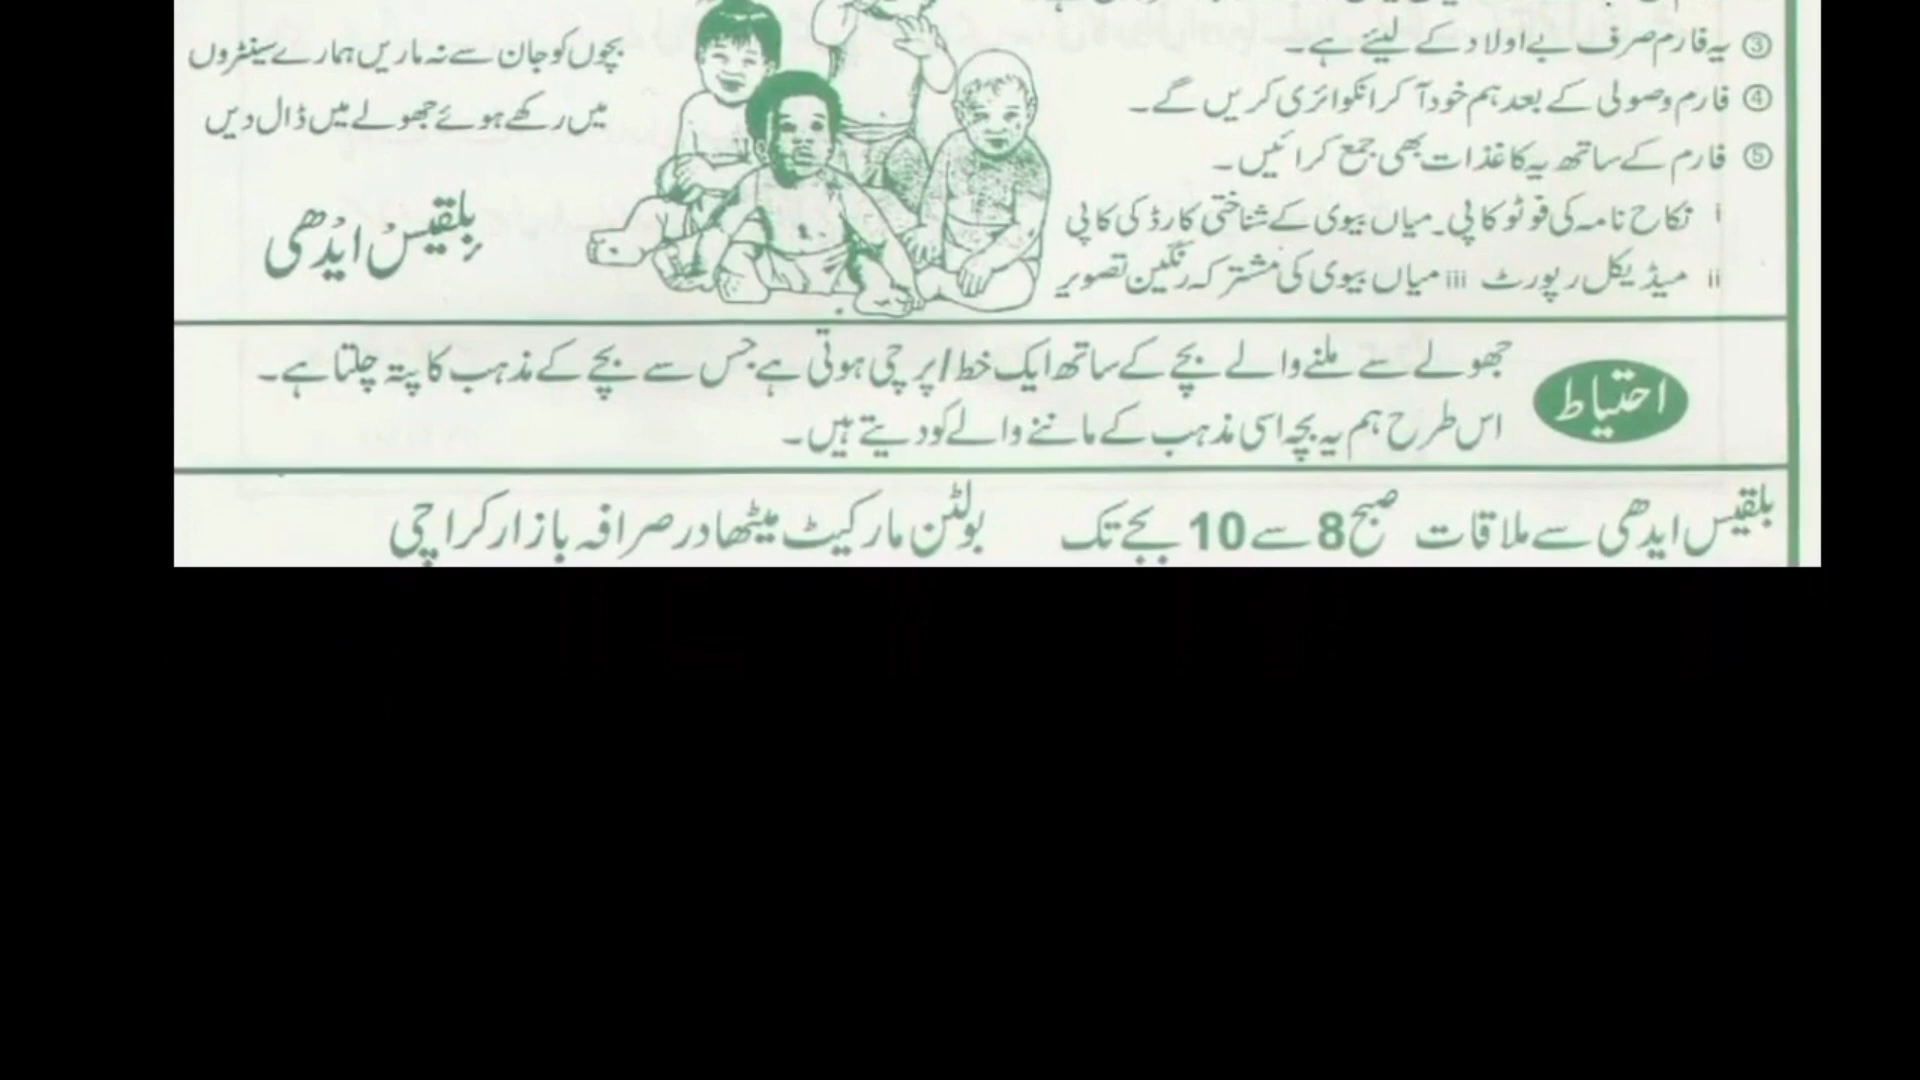 ③ یہ فارم صرف بے اولاد کے لیئے ہے۔
④ فارم وصولی کے بعد ہم خود آ کر انکوائری کریں گے۔
⑤ فارم کے ساتھ یہ کاغذات بھی جمع کرائیں۔
i نکاح نامہ کی فوٹو کاپی۔ میاں بیوی کے شناختی کارڈ کی کاپی
ii میڈیکل رپورٹ iii میاں بیوی کی مشترکہ رنگین تصویر
بچوں کو جان سے نہ ماریں ہمارے سینٹروں
میں رکھے ہوئے جھولے میں ڈال دیں
بلقیس ایدھی
احتیاط
جھولے سے ملنے والے بچے کے ساتھ ایک خط / پرچی ہوتی ہے جس سے بچے کے مذہب کا پتہ چلتا ہے۔
اس طرح ہم یہ بچہ اسی مذہب کے ماننے والے کو دیتے ہیں۔
بلقیس ایدھی سے ملاقات صبح 8 سے 10 بجے تک بولٹن مارکیٹ میٹھادر صرافہ بازار کراچی